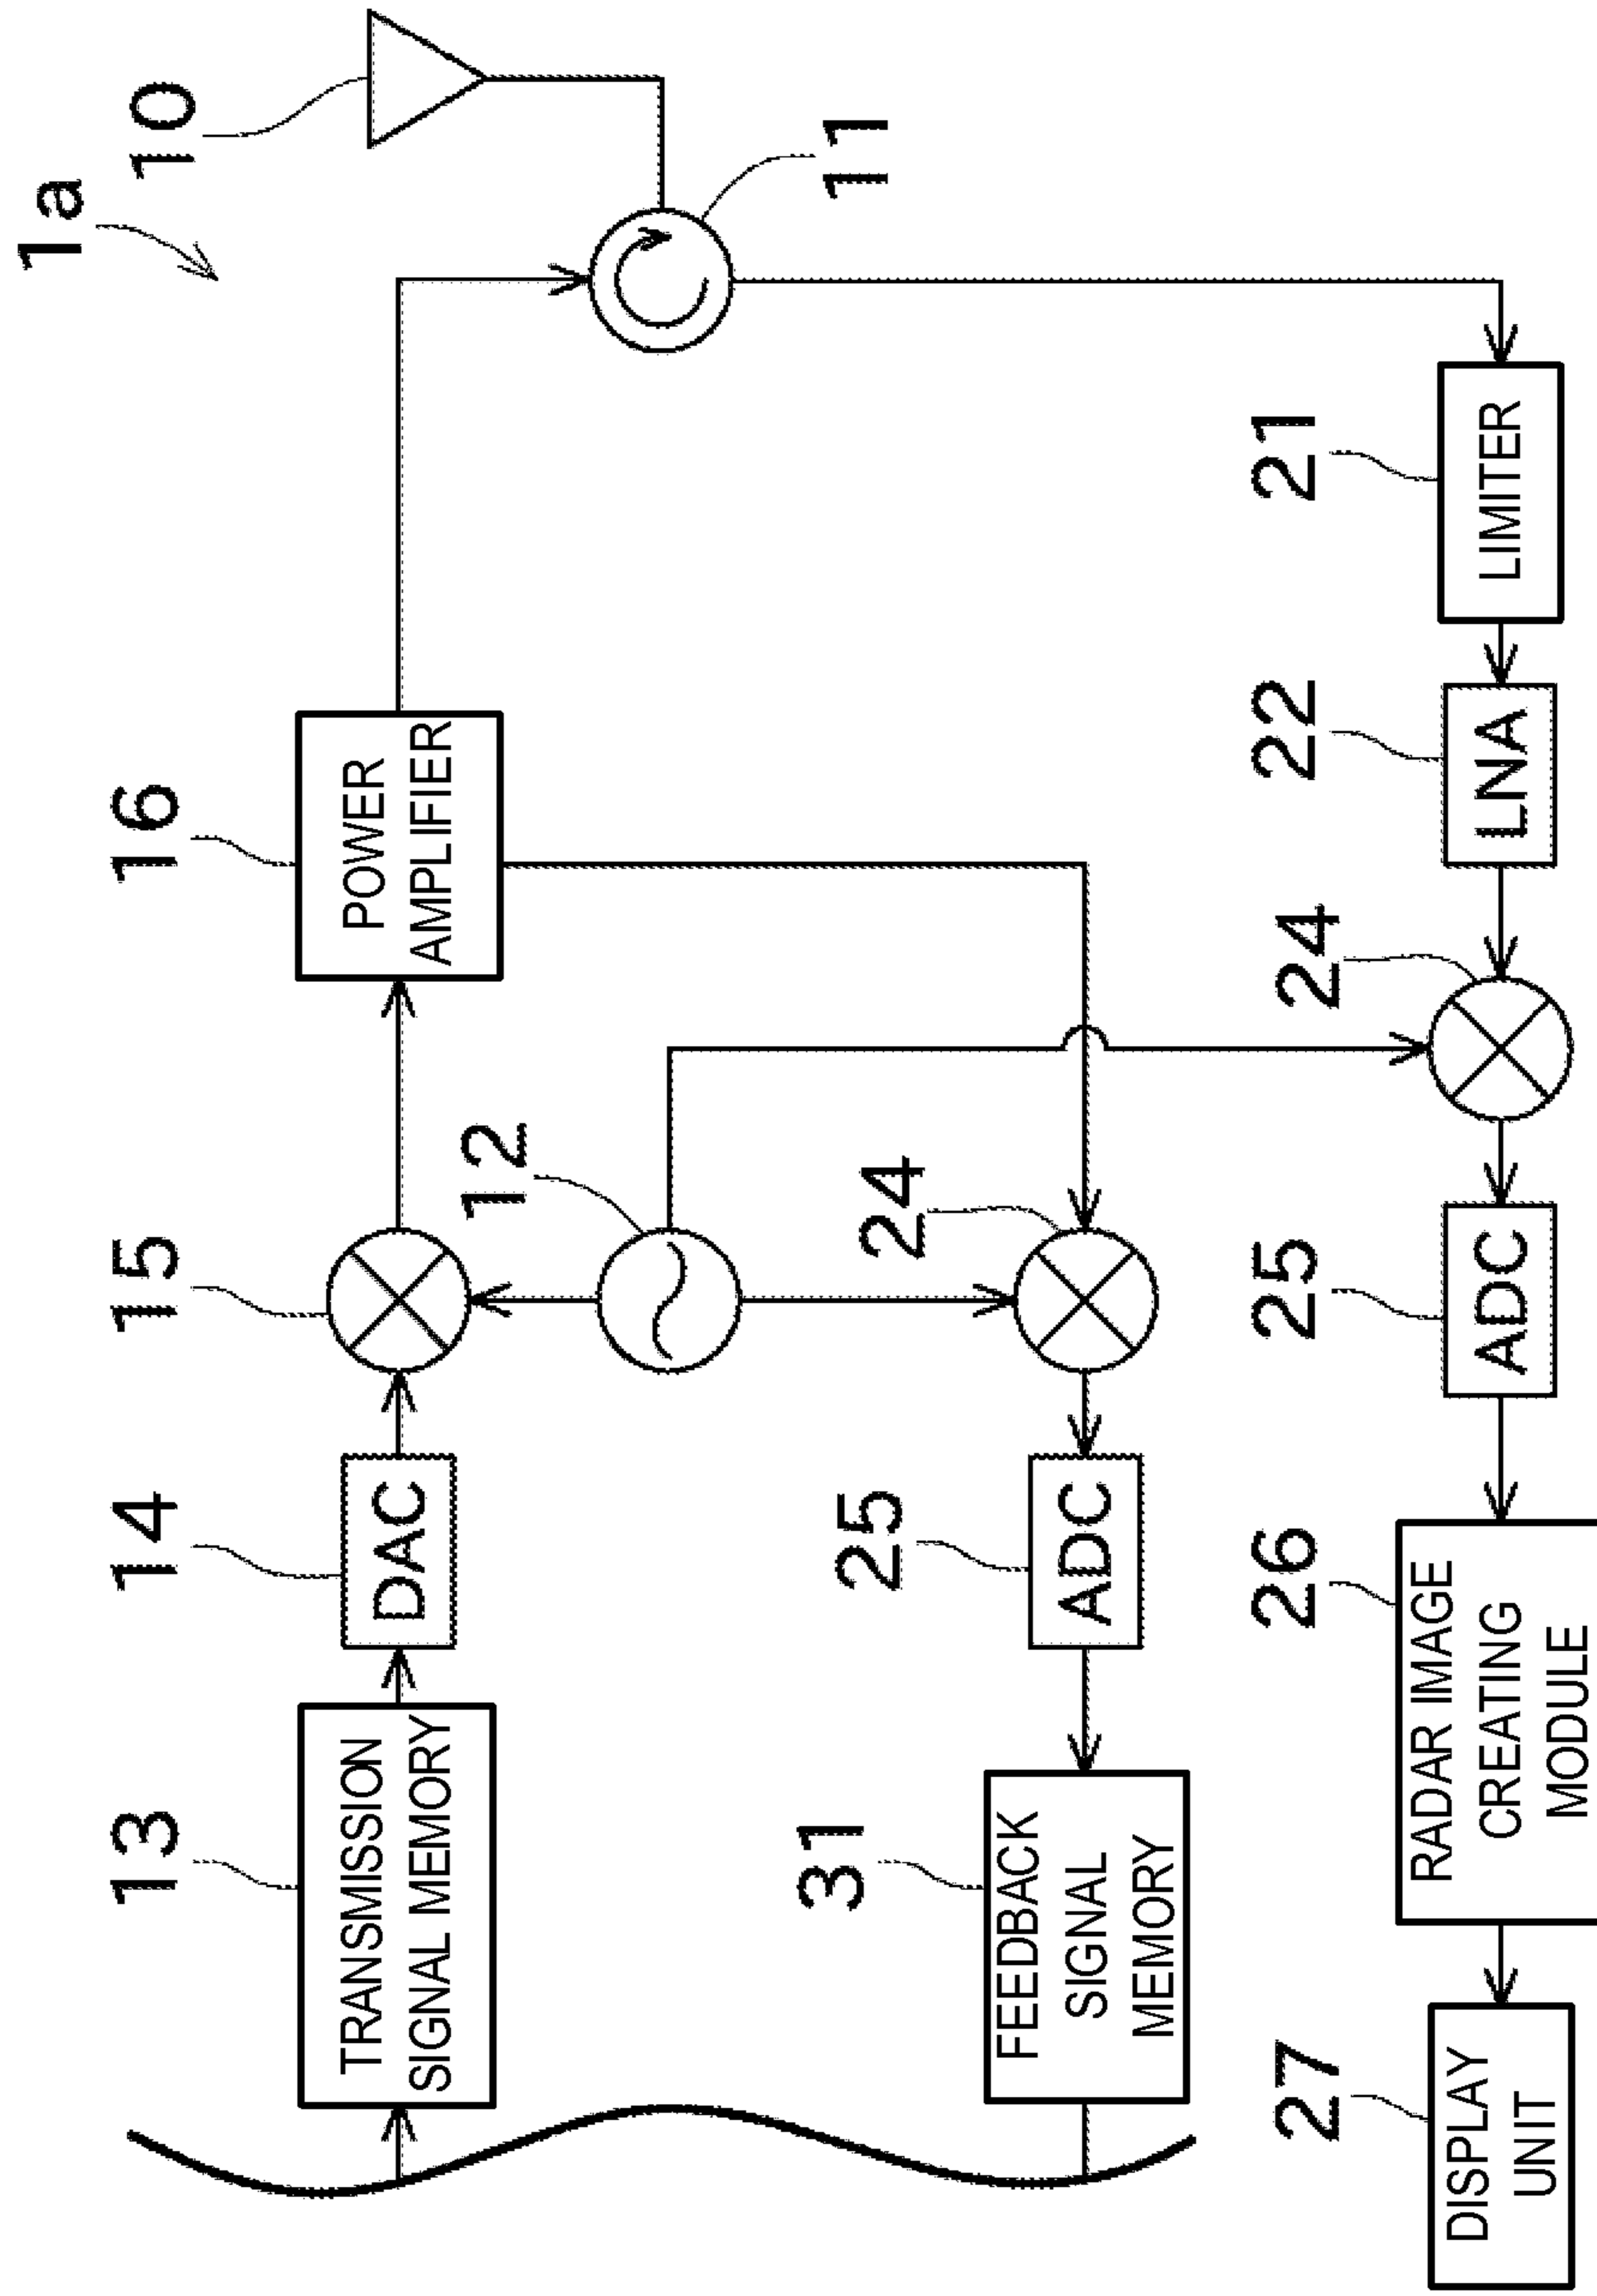 1a
10
11
16
POWER
AMPLIFIER
15
12
14
DAC
13
TRANSMISSION
SIGNAL MEMORY
24
25
ADC
31
FEEDBACK
SIGNAL
MEMORY
21
LIMITER
22
LNA
24
25
ADC
26
RADAR IMAGE
CREATING
MODULE
27
DISPLAY
UNIT